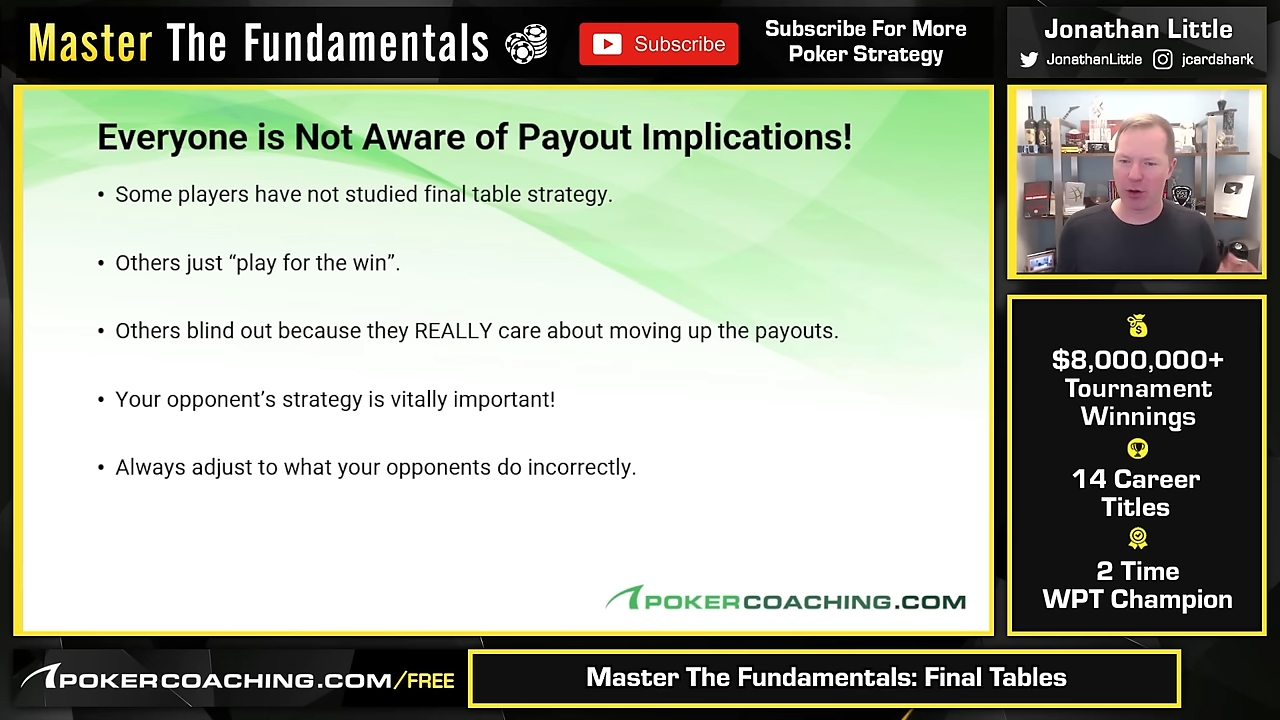 Master The Fundamentals
Subscribe
Subscribe For More
Poker Strategy
Jonathan Little
JonathanLittle
jcardshark
Everyone is Not Aware of Payout Implications!
• Some players have not studied final table strategy.
• Others just “play for the win”.
• Others blind out because they REALLY care about moving up the payouts.
• Your opponent’s strategy is vitally important!
• Always adjust to what your opponents do incorrectly.
POKERCOACHING.COM
$8,000,000+
Tournament
Winnings
14 Career
Titles
2 Time
WPT Champion
POKERCOACHING.COM/FREE
Master The Fundamentals: Final Tables